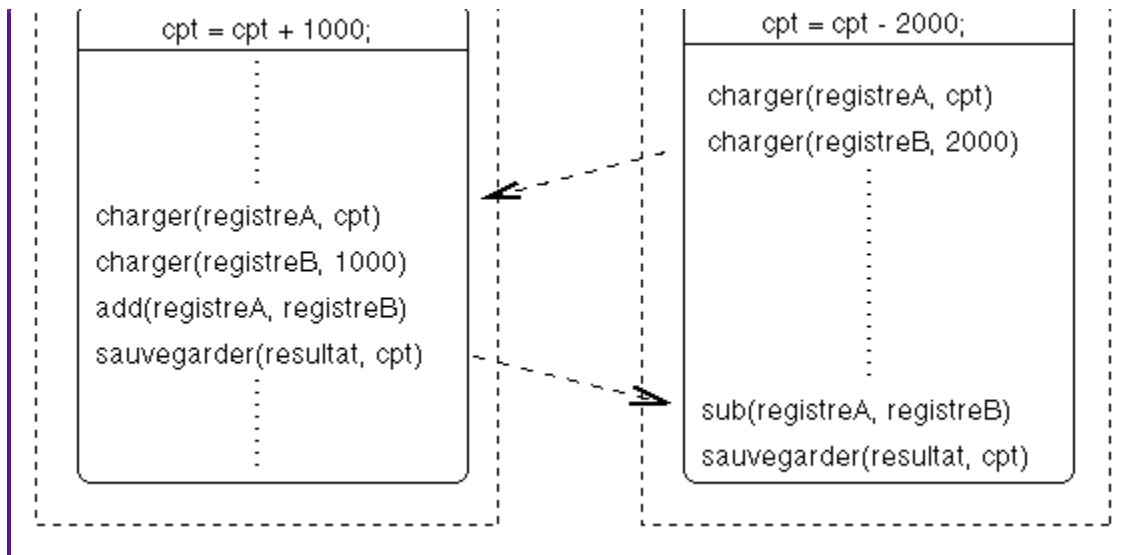 cpt = cpt + 1000;
charger(registreA, cpt)
charger(registreB, 1000)
add(registreA, registreB)
sauvegarder(resultat, cpt)
cpt = cpt - 2000;
charger(registreA, cpt)
charger(registreB, 2000)
sub(registreA, registreB)
sauvegarder(resultat, cpt)